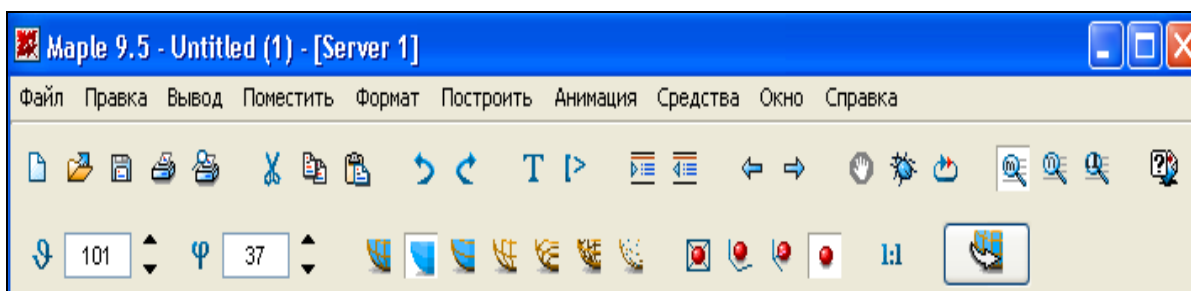 Maple 9.5 - Untitled (1) - [Server 1]
Файл Правка Вывод Поместить Формат Построить Анимация Средства Окно Справка
T [>
ϑ 101 φ 37 1:1